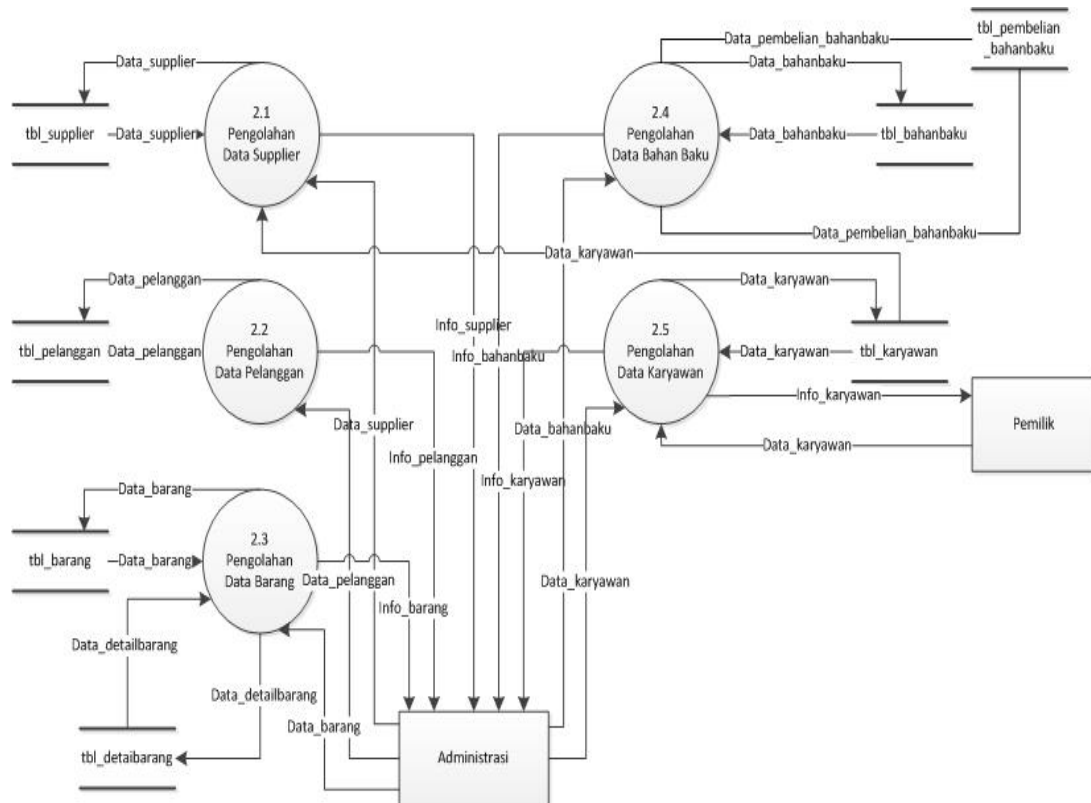 tbl_pembelian
_bahanbaku
Data_pembelian_bahanbaku
Data_supplier
Data_bahanbaku
2.1
Pengolahan
Data Supplier
2.4
Pengolahan
Data Bahan Baku
tbl_supplier
Data_supplier
Data_bahanbaku
tbl_bahanbaku
Data_pembelian_bahanbaku
Data_karyawan
Data_pelanggan
Data_karyawan
2.2
Pengolahan
Data Pelanggan
Info_supplier
2.5
Pengolahan
Data Karyawan
tbl_pelanggan
Data_pelanggan
Info_bahanbaku
Data_karyawan
tbl_karyawan
Info_karyawan
Data_supplier
Data_bahanbaku
Pemilik
Data_karyawan
Info_pelanggan
Info_karyawan
Data_barang
2.3
Pengolahan
Data Barang
tbl_barang
Data_barang
Data_pelanggan
Data_karyawan
Info_barang
Data_detailbarang
Data_detailbarang
Data_barang
tbl_detaibarang
Administrasi